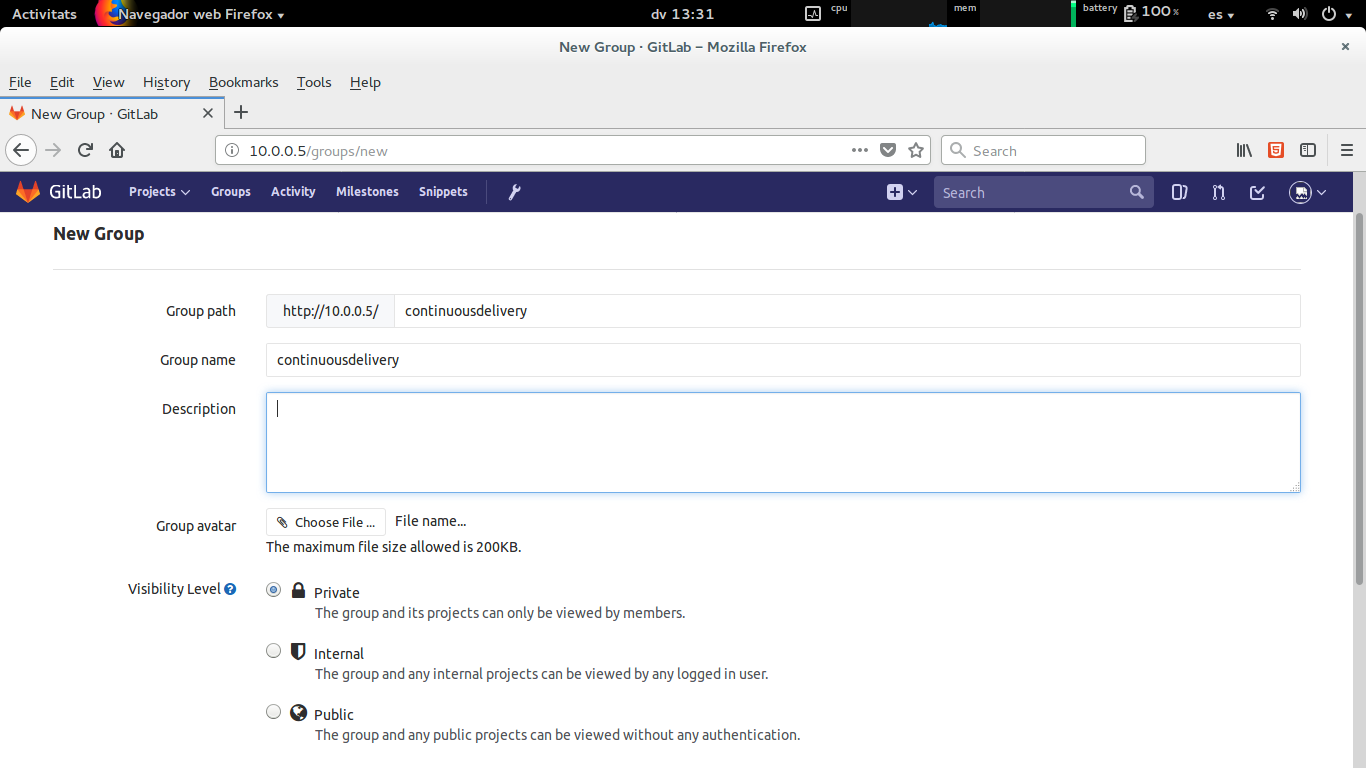 Activitats Navegador web Firefox dv 13:31 cpu mem battery 100% es
New Group · GitLab – Mozilla Firefox
File Edit View History Bookmarks Tools Help
New Group · GitLab
10.0.0.5/groups/new Search
GitLab Projects Groups Activity Milestones Snippets Search
New Group
Group path http://10.0.0.5/ continuousdelivery
Group name continuousdelivery
Description
Group avatar Choose File ... File name...
The maximum file size allowed is 200KB.
Visibility Level Private
The group and its projects can only be viewed by members.
Internal
The group and any internal projects can be viewed by any logged in user.
Public
The group and any public projects can be viewed without any authentication.